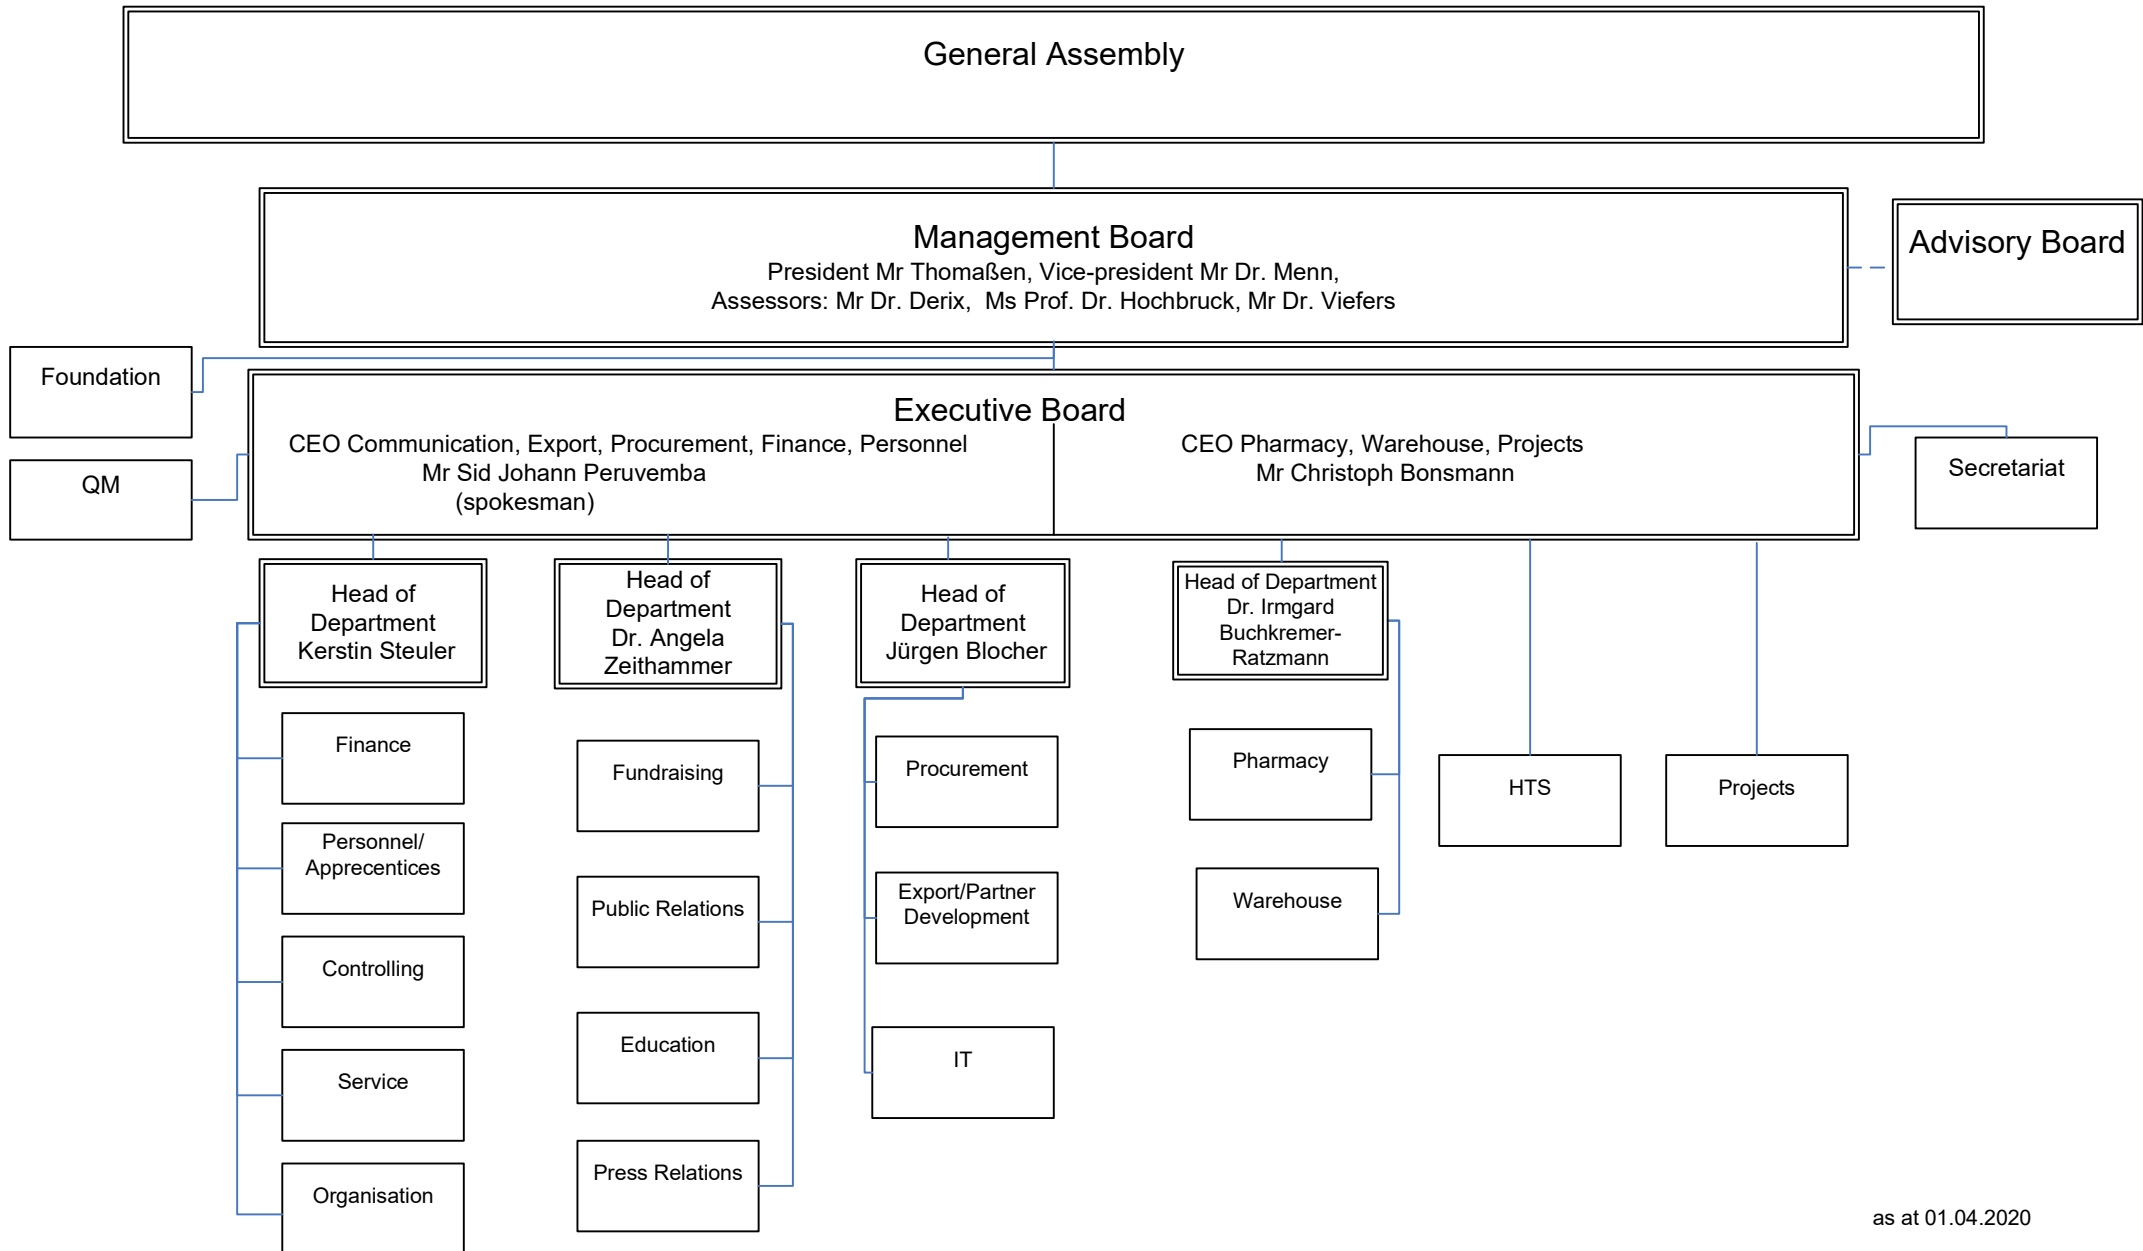 General Assembly
Management Board
President Mr Thomaßen, Vice-president Mr Dr. Menn,
Assessors: Mr Dr. Derix,  Ms Prof. Dr. Hochbruck, Mr Dr. Viefers
Advisory Board
Foundation
QM
Executive Board
CEO Communication, Export, Procurement, Finance, Personnel
Mr Sid Johann Peruvemba
(spokesman)
CEO Pharmacy, Warehouse, Projects
Mr Christoph Bonsmann
Secretariat
Head of
Department
Kerstin Steuler
Head of
Department
Dr. Angela
Zeithammer
Head of
Department
Jürgen Blocher
Head of Department
Dr. Irmgard
Buchkremer-
Ratzmann
Finance
Personnel/
Apprecentices
Controlling
Service
Organisation
Fundraising
Public Relations
Education
Press Relations
Procurement
Export/Partner
Development
IT
Pharmacy
Warehouse
HTS
Projects
as at 01.04.2020